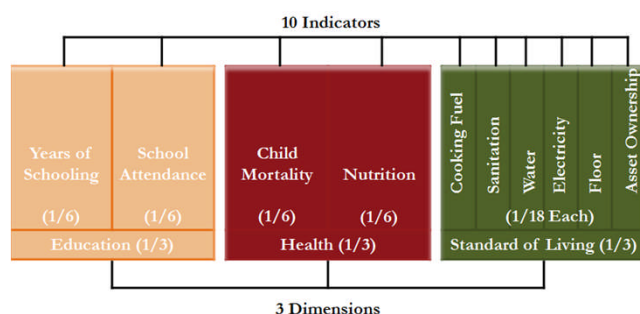 10 Indicators
Years of
Schooling
(1/6)
School
Attendance
(1/6)
Education (1/3)
Child
Mortality
(1/6)
Nutrition
(1/6)
Health (1/3)
Cooking Fuel
Sanitation
Water
Electricity
Floor
Asset Ownership
(1/18 Each)
Standard of Living (1/3)
3 Dimensions